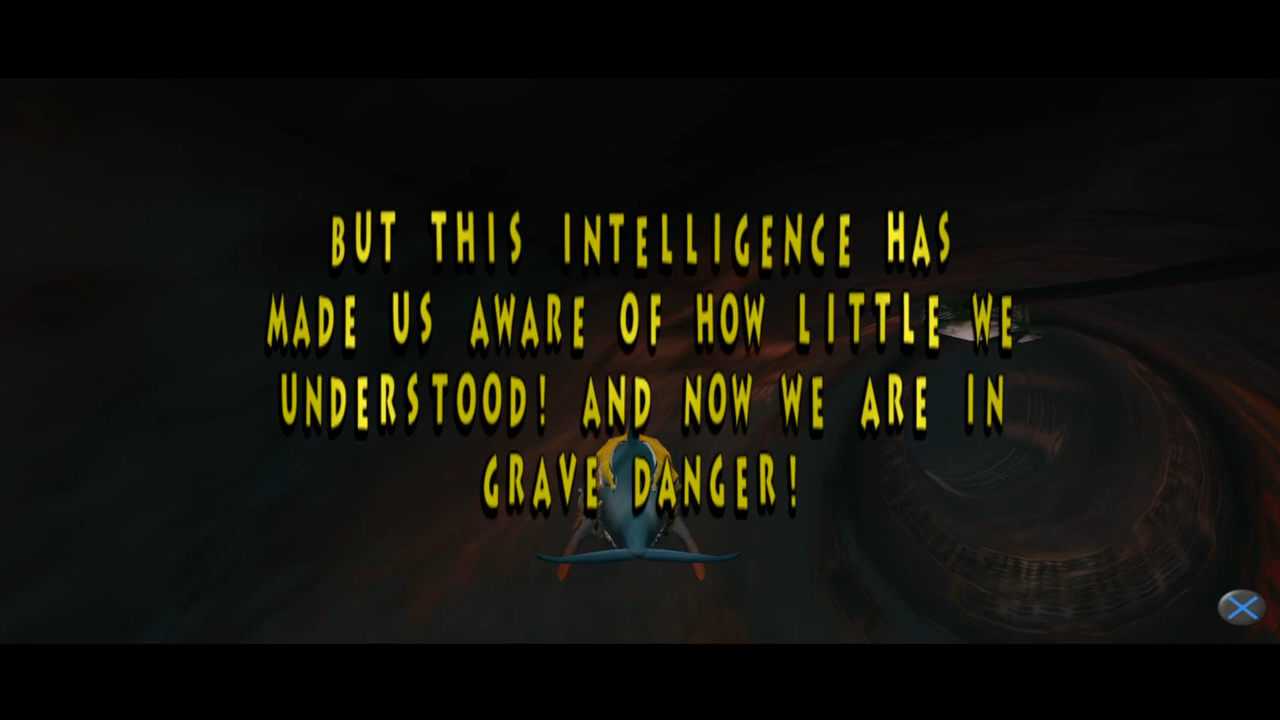 BUT THIS INTELLIGENCE HAS
MADE US AWARE OF HOW LITTLE WE
UNDERSTOOD! AND NOW WE ARE IN
GRAVE DANGER!